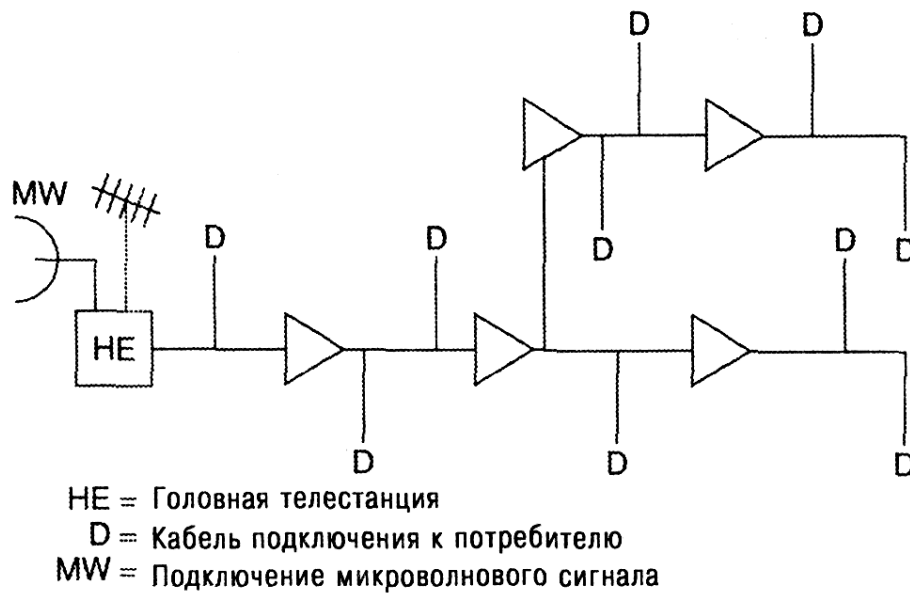 D
D
MW
D
D
D
D
D
HE
D
D
D
HE = Головная телестанция
D = Кабель подключения к потребителю
MW = Подключение микроволнового сигнала